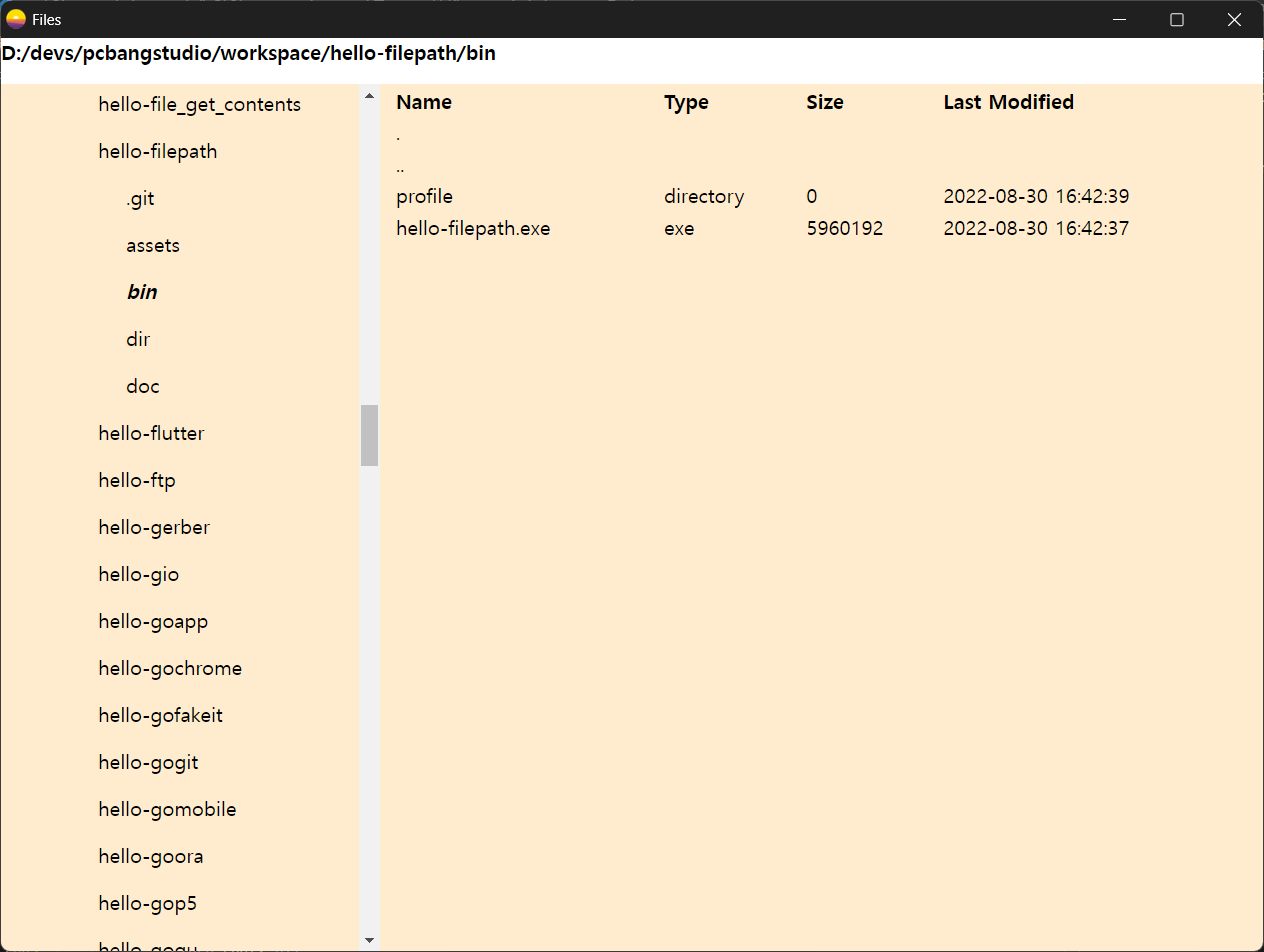 Files
D:/devs/pcbangstudio/workspace/hello-filepath/bin
hello-file_get_contents
hello-filepath
.git
assets
bin
dir
doc
hello-flutter
hello-ftp
hello-gerber
hello-gio
hello-goapp
hello-gochrome
hello-gofakeit
hello-gogit
hello-gomobile
hello-goora
hello-gop5
Name Type Size Last Modified
.
..
profile directory 0 2022-08-30 16:42:39
hello-filepath.exe exe 5960192 2022-08-30 16:42:37